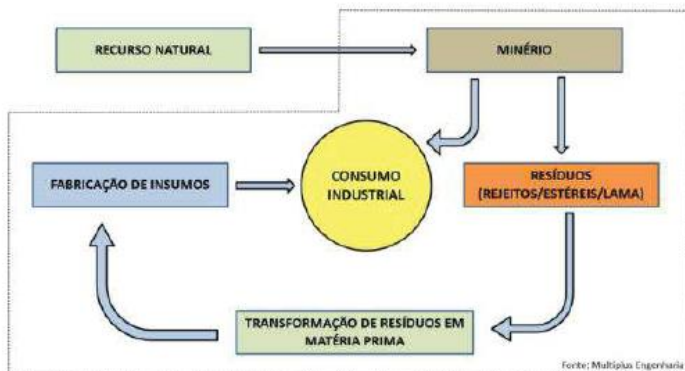 RECURSO NATURAL
MINÉRIO
FABRICAÇÃO DE INSUMOS
CONSUMO
INDUSTRIAL
RESÍDUOS
(REJEITOS/ESTÉREIS/LAMA)
TRANSFORMAÇÃO DE RESÍDUOS EM
MATÉRIA PRIMA
Fonte: Multiplus Engenharia